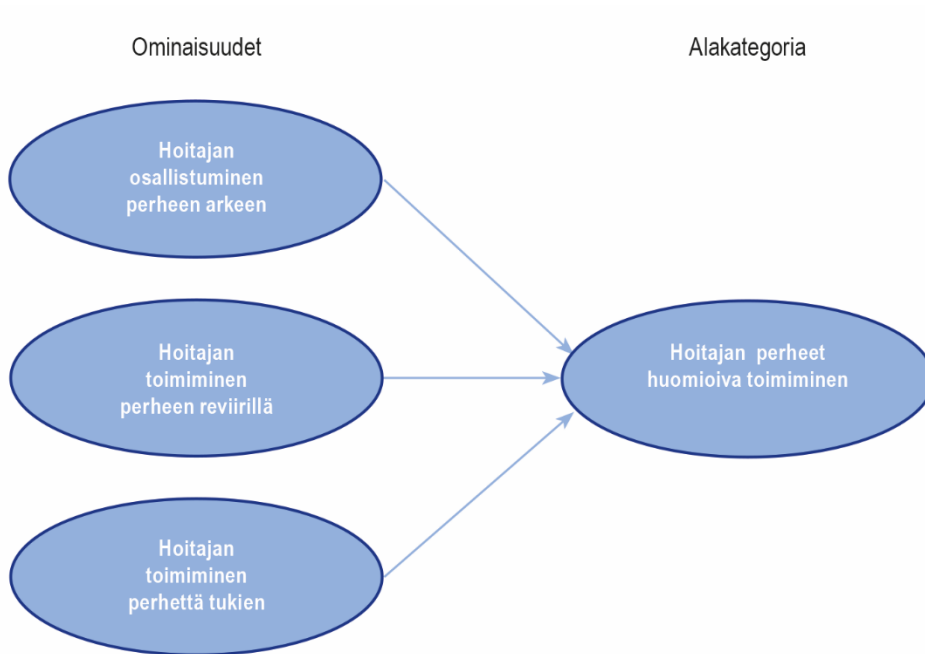 Ominaisuudet
Alakategoria
Hoitajan
osallistuminen
perheen arkeen
Hoitajan
toimiminen
perheen reviirillä
Hoitajan perheet
huomioiva toimiminen
Hoitajan
toimiminen
perhettä tukien